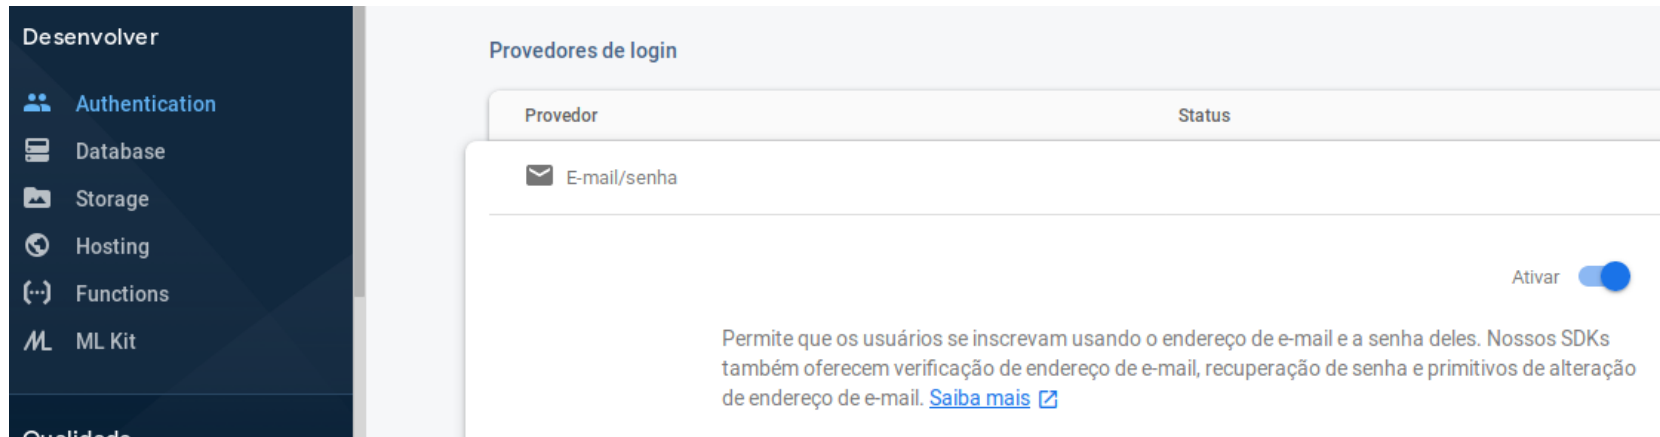 Desenvolver
Authentication
Database
Storage
Hosting
Functions
ML Kit
Provedores de login
Provedor Status
E-mail/senha
Ativar
Permite que os usuários se inscrevam usando o endereço de e-mail e a senha deles. Nossos SDKs
também oferecem verificação de endereço de e-mail, recuperação de senha e primitivos de alteração
de endereço de e-mail. Saiba mais